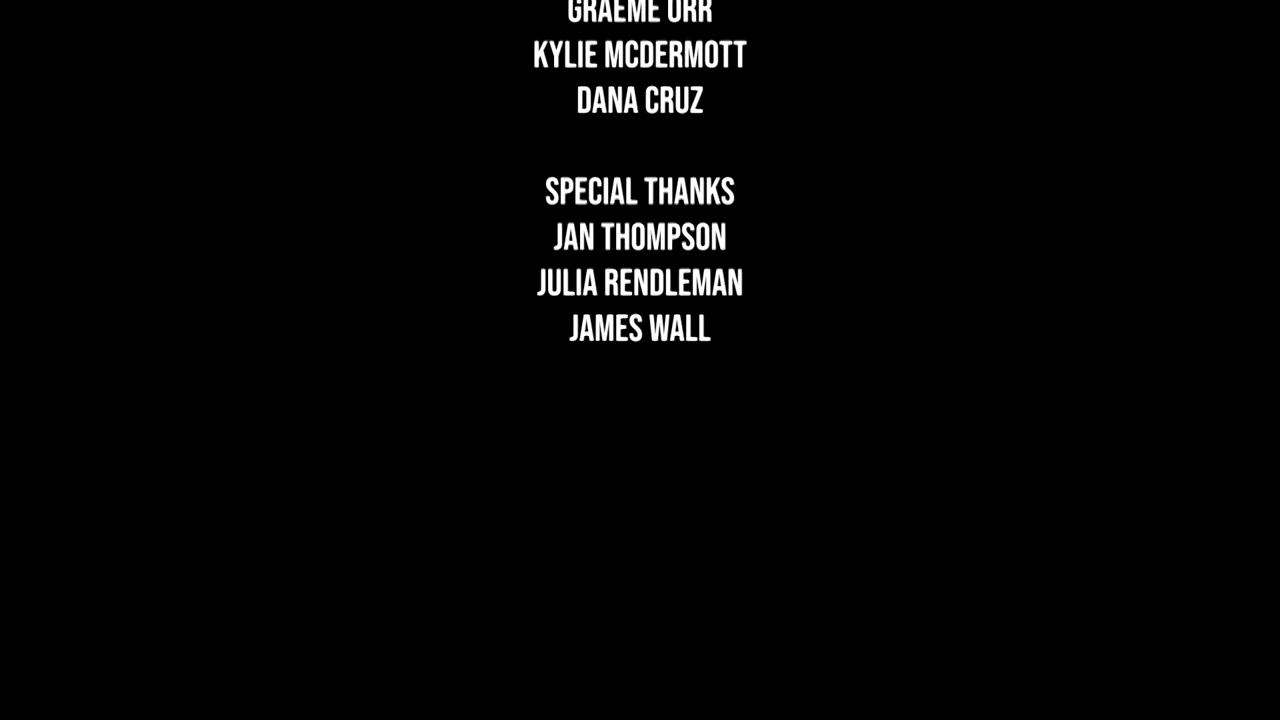 GRAEME ORR
KYLIE MCDERMOTT
DANA CRUZ
SPECIAL THANKS
JAN THOMPSON
JULIA RENDLEMAN
JAMES WALL